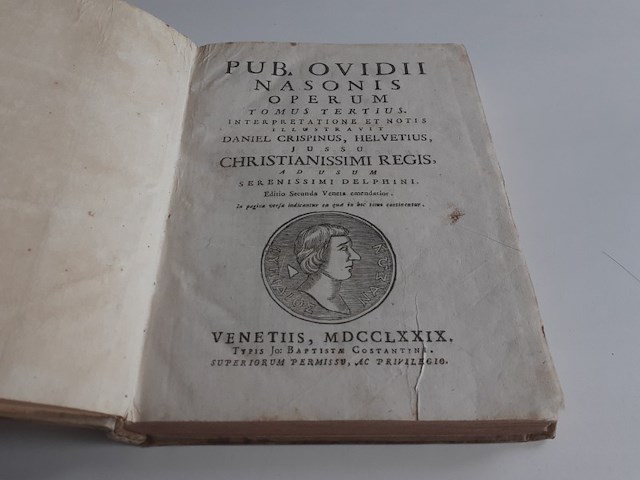 PUB. OVIDII
NASONIS
OPERUM
TOMUS TERTIUS.
INTERPRETATIONE ET NOTIS
ILLUSTRAVIT
DANIEL CRISPINUS, HELVETIUS,
JUSSU
CHRISTIANISSIMI REGIS,
AD USUM
SERENISSIMI DELPHINI.
Editio Secunda Veneta emendatior.
In pagina versa indicantur ea quæ in hoc tomo continentur.
VENETIIS, MDCCLXXIX.
TYPIS JO: BAPTISTÆ COSTANTINI.
SUPERIORUM PERMISSU, AC PRIVILEGIO.